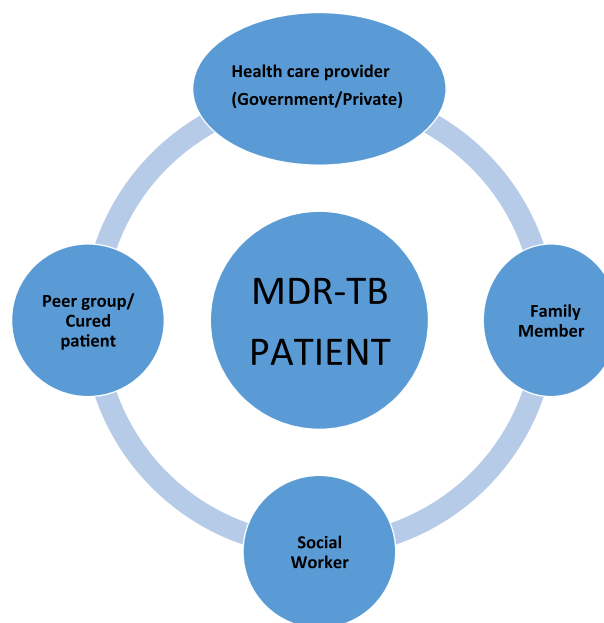 Health care provider
(Government/Private)
Peer group/
Cured
patient
MDR-TB
PATIENT
Family
Member
Social
Worker